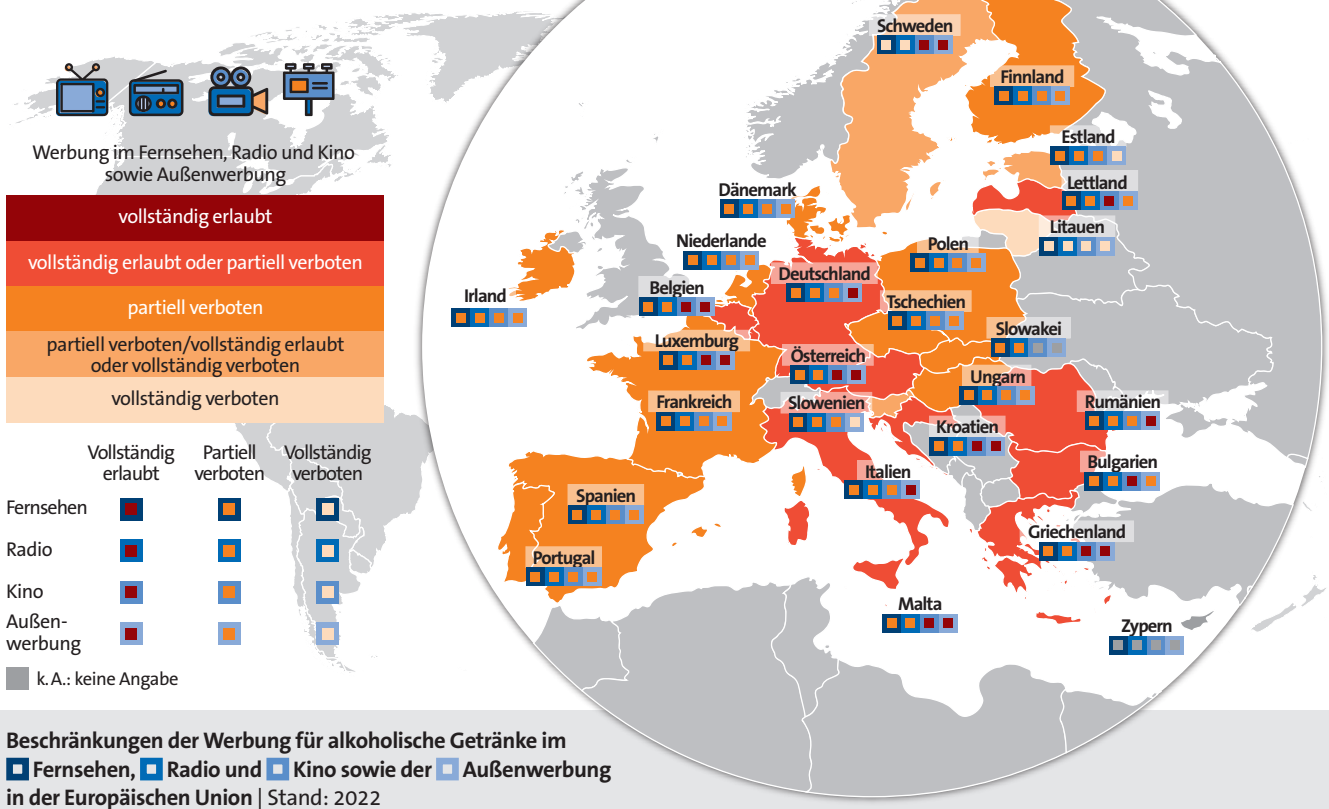 Werbung im Fernsehen, Radio und Kino
sowie Außenwerbung
vollständig erlaubt
vollständig erlaubt oder partiell verboten
partiell verboten
partiell verboten/vollständig erlaubt
oder vollständig verboten
vollständig verboten
Vollständig
erlaubt
Partiell
verboten
Vollständig
verboten
Fernsehen
Radio
Kino
Außen-
werbung
k. A.: keine Angabe
Schweden
Finnland
Estland
Lettland
Litauen
Dänemark
Niederlande
Polen
Belgien
Deutschland
Irland
Tschechien
Slowakei
Luxemburg
Österreich
Ungarn
Frankreich
Slowenien
Rumänien
Kroatien
Bulgarien
Italien
Spanien
Griechenland
Portugal
Malta
Zypern
Beschränkungen der Werbung für alkoholische Getränke im
Fernsehen, Radio und Kino sowie der Außenwerbung
in der Europäischen Union | Stand: 2022